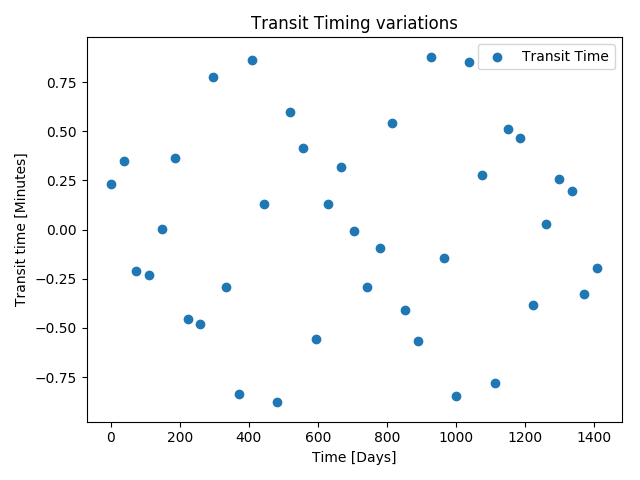 Transit Timing variations
Transit Time
0.75
0.50
0.25
0.00
−0.25
−0.50
−0.75
Transit time [Minutes]
0 200 400 600 800 1000 1200 1400
Time [Days]